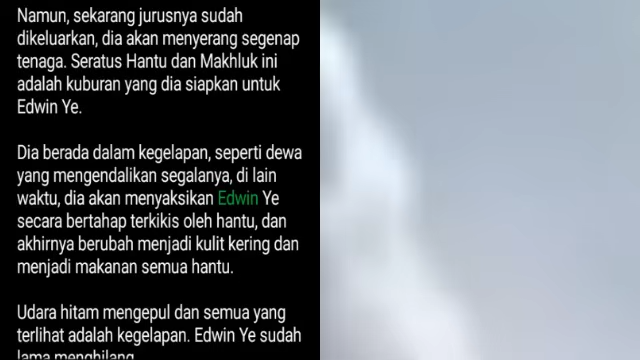 Namun, sekarang jurusnya sudah
dikeluarkan, dia akan menyerang segenap
tenaga. Seratus Hantu dan Makhluk ini
adalah kuburan yang dia siapkan untuk
Edwin Ye.
Dia berada dalam kegelapan, seperti dewa
yang mengendalikan segalanya, di lain
waktu, dia akan menyaksikan Edwin Ye
secara bertahap terkikis oleh hantu, dan
akhirnya berubah menjadi kulit kering dan
menjadi makanan semua hantu.
Udara hitam mengepul dan semua yang
terlihat adalah kegelapan. Edwin Ye sudah
lama menghilang